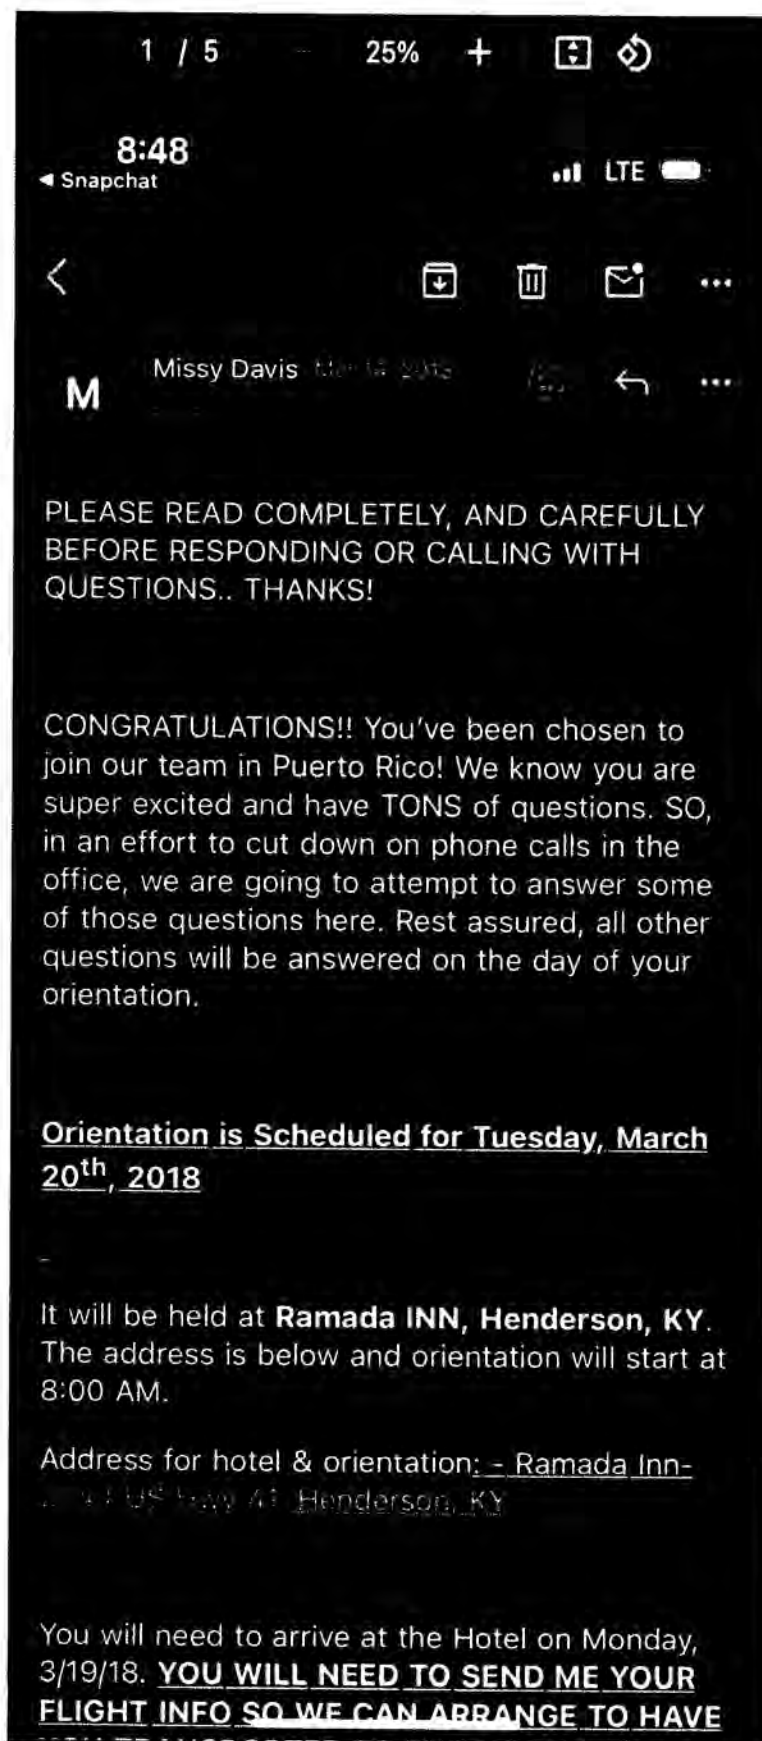 1 / 5 — 25% +
8:48
◄ Snapchat LTE
Missy Davis
M
PLEASE READ COMPLETELY, AND CAREFULLY
BEFORE RESPONDING OR CALLING WITH
QUESTIONS.. THANKS!
CONGRATULATIONS!! You've been chosen to
join our team in Puerto Rico! We know you are
super excited and have TONS of questions. SO,
in an effort to cut down on phone calls in the
office, we are going to attempt to answer some
of those questions here. Rest assured, all other
questions will be answered on the day of your
orientation.
Orientation is Scheduled for Tuesday, March
20th, 2018
-
It will be held at Ramada INN, Henderson, KY.
The address is below and orientation will start at
8:00 AM.
Address for hotel & orientation: - Ramada Inn-
US 41 Henderson, KY
You will need to arrive at the Hotel on Monday,
3/19/18. YOU WILL NEED TO SEND ME YOUR
FLIGHT INFO SO WE CAN ARRANGE TO HAVE